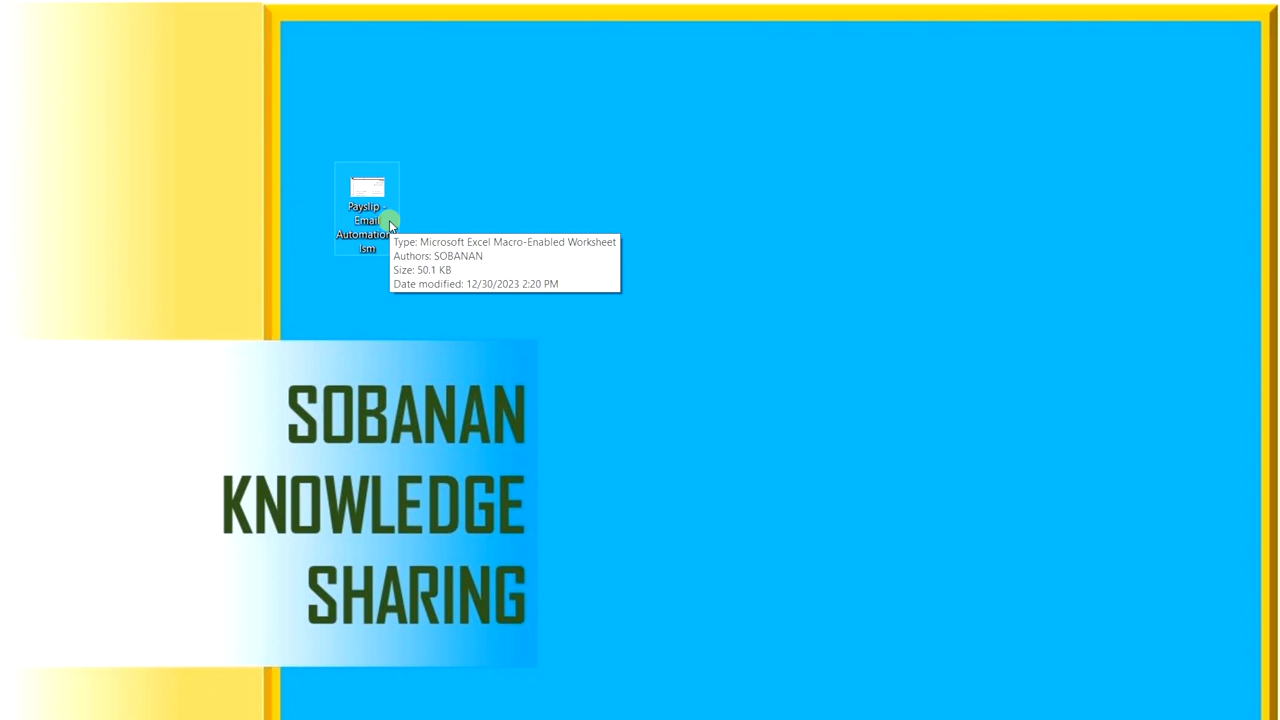 Payslip -
Email
Automation
lsm
Type: Microsoft Excel Macro-Enabled Worksheet
Authors: SOBANAN
Size: 50.1 KB
Date modified: 12/30/2023 2:20 PM
SOBANAN
KNOWLEDGE
SHARING